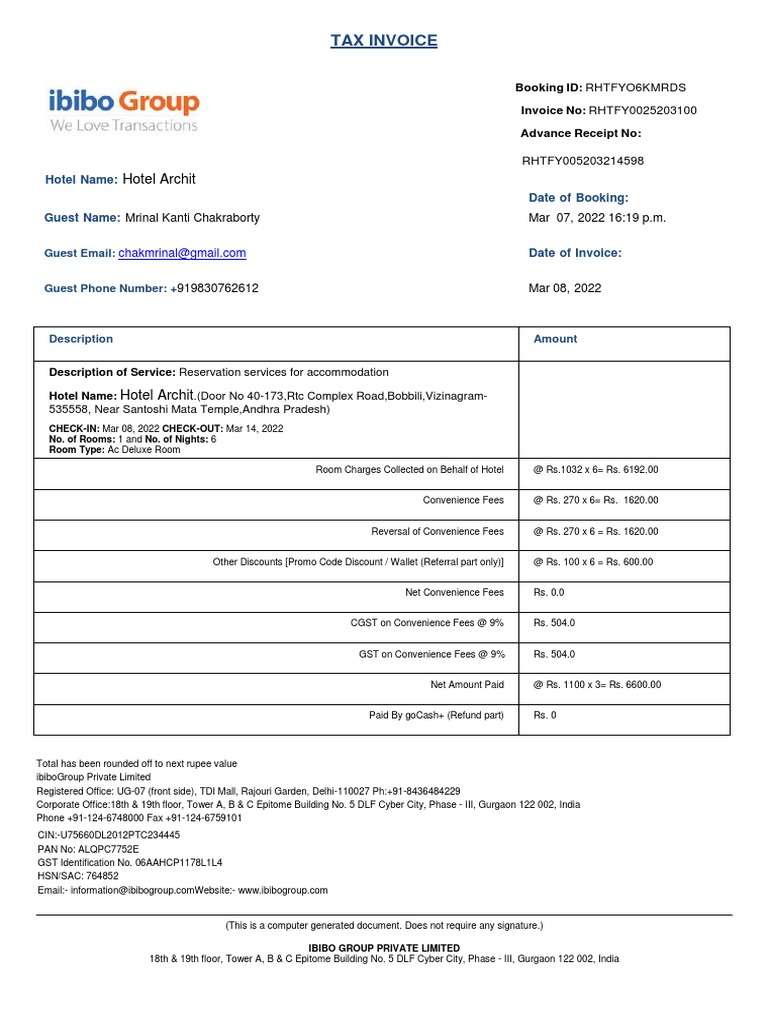 TAX INVOICE
ibibo Group
We Love Transactions
Booking ID: RHTFYO6KMRDS
Invoice No: RHTFY0025203100
Advance Receipt No:
RHTFY005203214598
Hotel Name: Hotel Archit
Date of Booking:
Guest Name: Mrinal Kanti Chakraborty
Mar 07, 2022 16:19 p.m.
Guest Email: chakmrinal@gmail.com
Date of Invoice:
Guest Phone Number: +919830762612
Mar 08, 2022
Description Amount
Description of Service: Reservation services for accommodation
Hotel Name: Hotel Archit.(Door No 40-173,Rtc Complex Road,Bobbili,Vizinagram-
535558, Near Santoshi Mata Temple,Andhra Pradesh)
CHECK-IN: Mar 08, 2022 CHECK-OUT: Mar 14, 2022
No. of Rooms: 1 and No. of Nights: 6
Room Type: Ac Deluxe Room
Room Charges Collected on Behalf of Hotel @ Rs.1032 x 6= Rs. 6192.00
Convenience Fees @ Rs. 270 x 6= Rs. 1620.00
Reversal of Convenience Fees @ Rs. 270 x 6 = Rs. 1620.00
Other Discounts [Promo Code Discount / Wallet (Referral part only)] @ Rs. 100 x 6 = Rs. 600.00
Net Convenience Fees Rs. 0.0
CGST on Convenience Fees @ 9% Rs. 504.0
GST on Convenience Fees @ 9% Rs. 504.0
Net Amount Paid @ Rs. 1100 x 3= Rs. 6600.00
Paid By goCash+ (Refund part) Rs. 0
Total has been rounded off to next rupee value
ibiboGroup Private Limited
Registered Office: UG-07 (front side), TDI Mall, Rajouri Garden, Delhi-110027 Ph:+91-8436484229
Corporate Office:18th & 19th floor, Tower A, B & C Epitome Building No. 5 DLF Cyber City, Phase - III, Gurgaon 122 002, India
Phone +91-124-6748000 Fax +91-124-6759101
CIN:-U75660DL2012PTC234445
PAN No: ALQPC7752E
GST Identification No. 06AAHCP1178L1L4
HSN/SAC: 764852
Email:- information@ibibogroup.comWebsite:- www.ibibogroup.com
(This is a computer generated document. Does not require any signature.)
IBIBO GROUP PRIVATE LIMITED
18th & 19th floor, Tower A, B & C Epitome Building No. 5 DLF Cyber City, Phase - III, Gurgaon 122 002, India